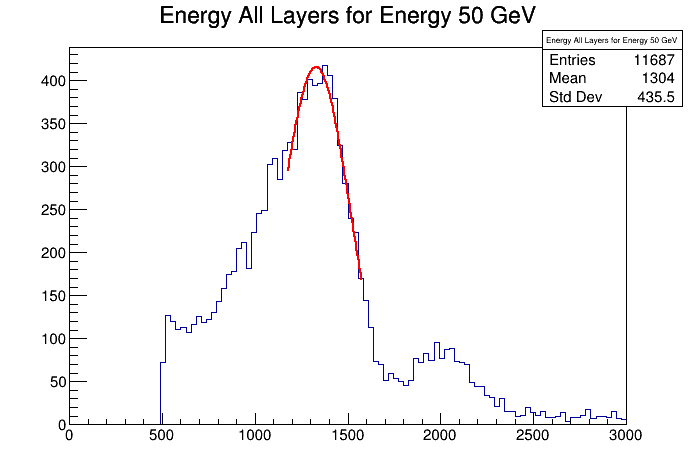 Energy All Layers for Energy 50 GeV
Energy All Layers for Energy 50 GeV
Entries 11687
Mean 1304
Std Dev 435.5
400
350
300
250
200
150
100
50
0
0 500 1000 1500 2000 2500 3000